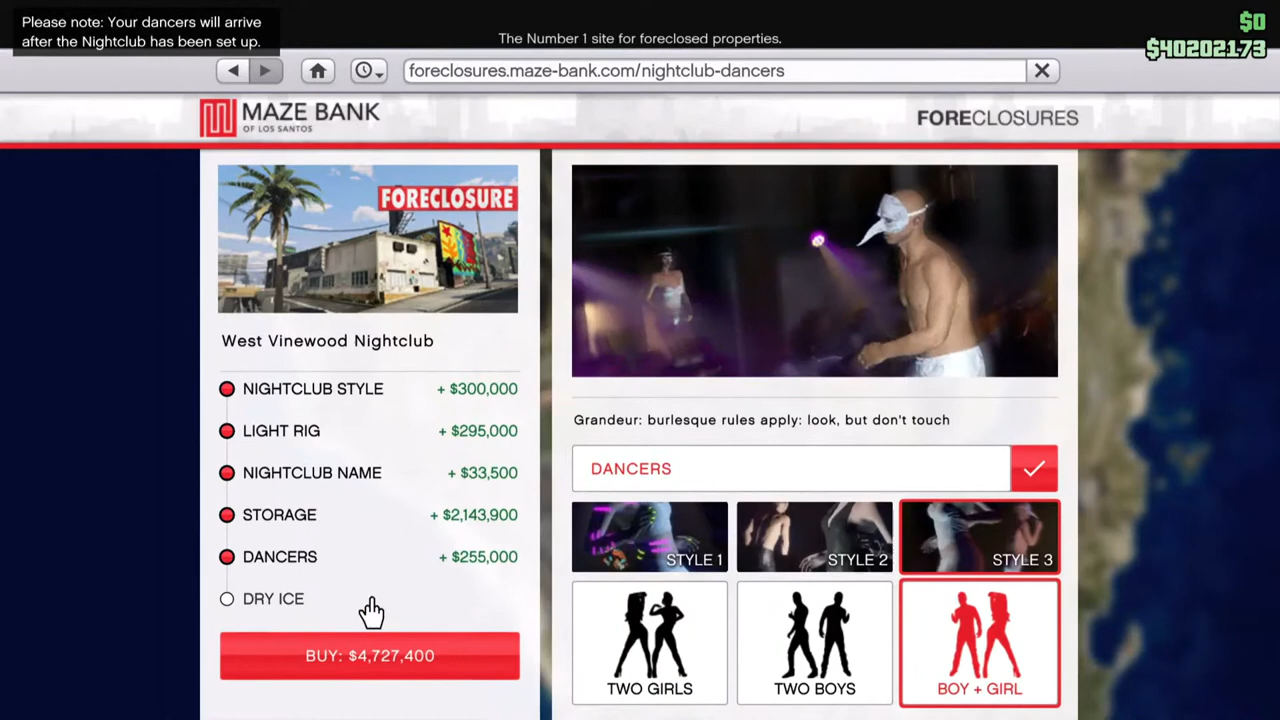 Please note: Your dancers will arrive
after the Nightclub has been set up.
The Number 1 site for foreclosed properties.
$0
$40202173
foreclosures.maze-bank.com/nightclub-dancers
MAZE BANK
OF LOS SANTOS
FORECLOSURES
FORECLOSURE
West Vinewood Nightclub
NIGHTCLUB STYLE + $300,000
LIGHT RIG + $295,000
NIGHTCLUB NAME + $33,500
STORAGE + $2,143,900
DANCERS + $255,000
DRY ICE
BUY: $4,727,400
Grandeur: burlesque rules apply: look, but don't touch
DANCERS
STYLE 1
STYLE 2
STYLE 3
TWO GIRLS
TWO BOYS
BOY + GIRL